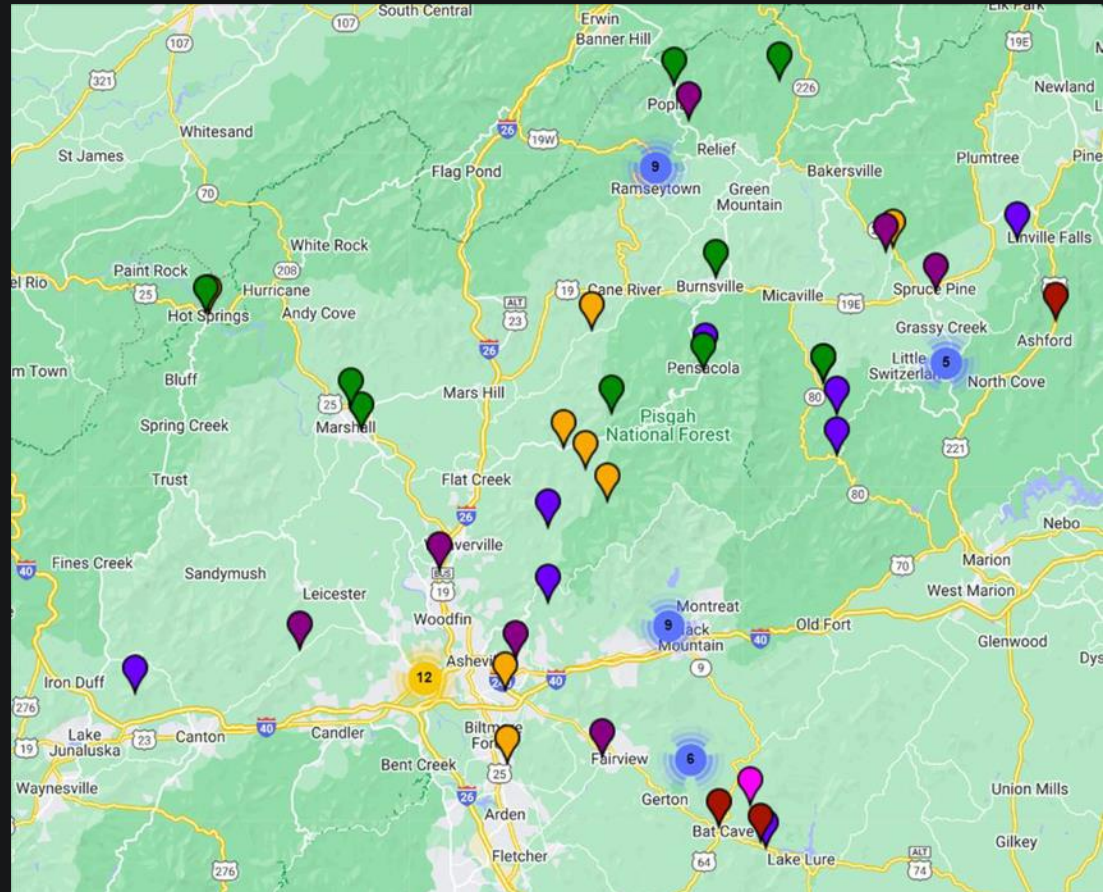 South Central
107
Erwin
Elk Park
Banner Hill
107
19E
321
226
Newland
Whitesand
26
19W
Relief
St James
Flag Pond
9
Bakersville
Plumtree
Ramseytown
Green
Mountain
70
White Rock
Linville Falls
Paint Rock
208
25
Hurricane
19
Cane River
Burnsville
Micaville
19E
Spruce Pine
Hot Springs
Andy Cove
ALT
23
Grassy Creek
26
Ashford
Little
5
Bluff
Pensacola
North Cove
Mars Hill
80
25
Pisgah
National Forest
Spring Creek
Marshall
221
Trust
Flat Creek
80
26
Nebo
40
Fines Creek
Marion
Sandymush
70
19
West Marion
Leicester
Montreat
Woodfin
9
Mountain
40
Old Fort
Glenwood
9
12
40
Iron Duff
276
40
Lake
Junaluska
23
Canton
Candler
19
Fairview
6
Bent Creek
25
Waynesville
26
Gerton
Union Mills
Arden
Bat Cave
Gilkey
Fletcher
Lake Lure
ALT
74
64
276